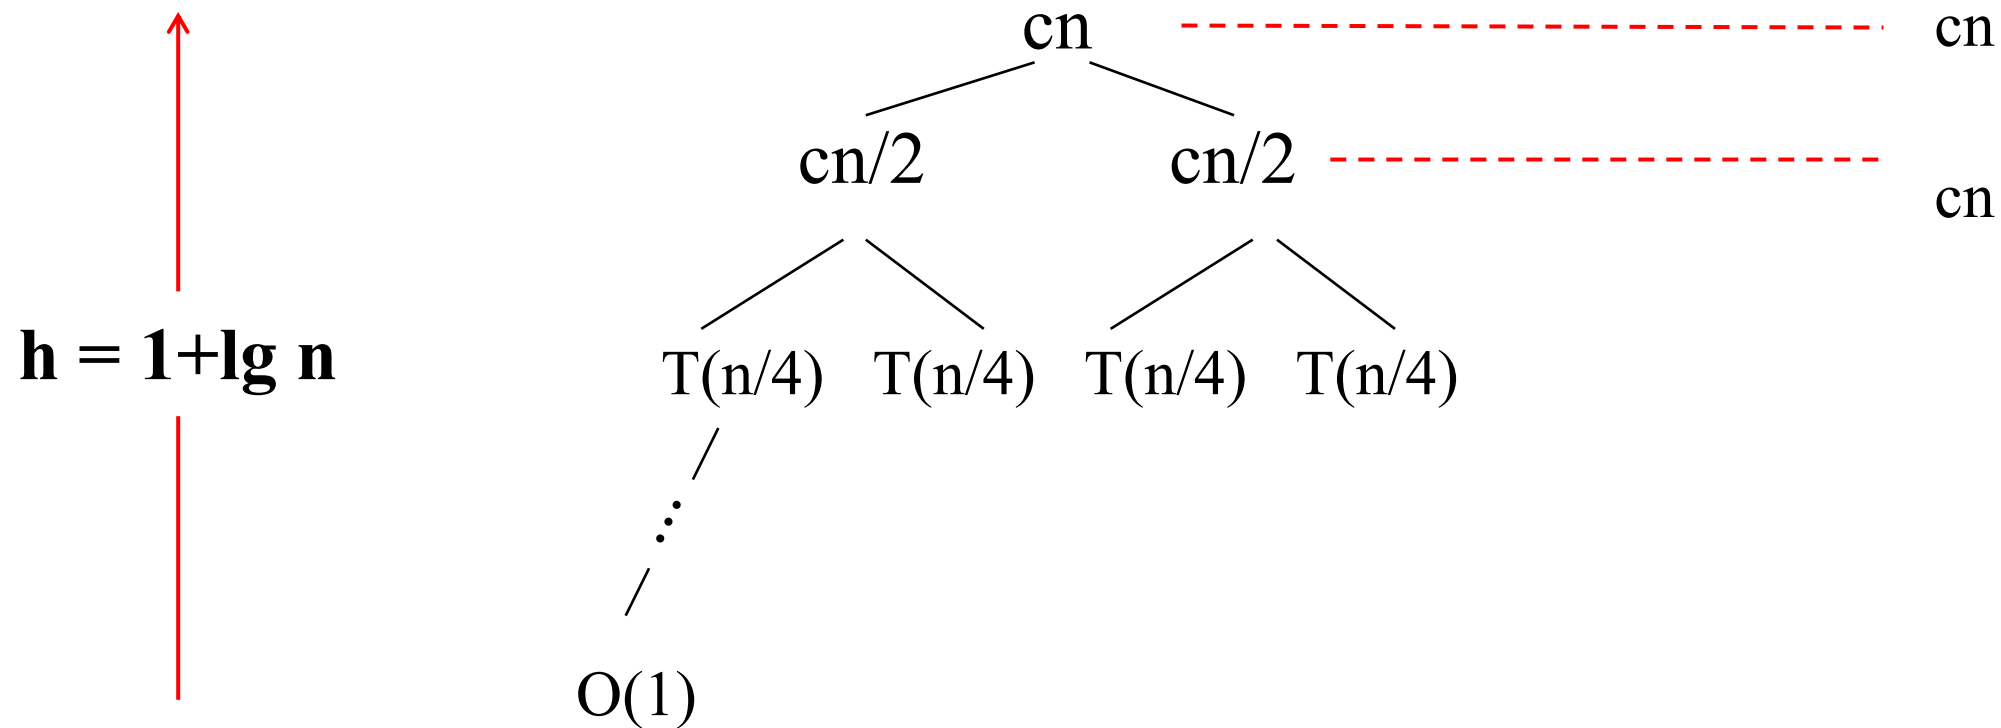 cn cn
cn/2 cn/2
cn
h = 1+lg n
T(n/4) T(n/4) T(n/4) T(n/4)
O(1)